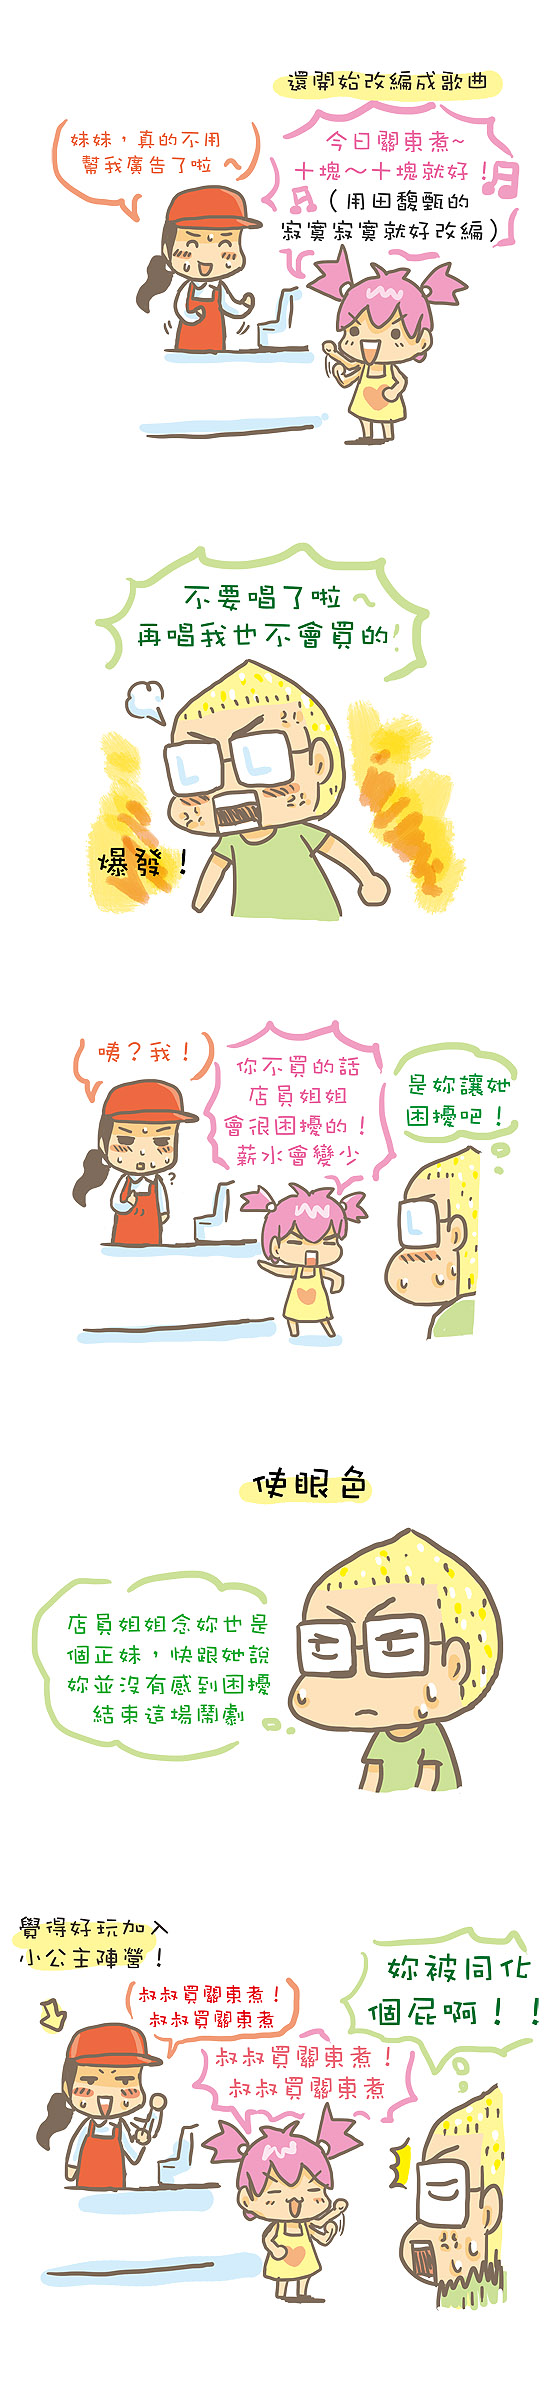 還開始改編成歌曲
妹妹，真的不用
幫我廣告了啦~
今日關東煮~
十塊～十塊就好！
（用田馥甄的
寂寞寂寞就好改編）
不要唱了啦~
再唱我也不會買的!
爆發！
咦？我！
你不買的話
店員姐姐
會很困擾的！
薪水會變少
是妳讓她
困擾吧！
?
使眼色
店員姐姐念妳也是
個正妹，快跟她說
妳並沒有感到困擾
結束這場鬧劇
覺得好玩加入
小公主陣營！
叔叔買關東煮！
叔叔買關東煮
叔叔買關東煮！
叔叔買關東煮
妳被同化
個屁啊！！